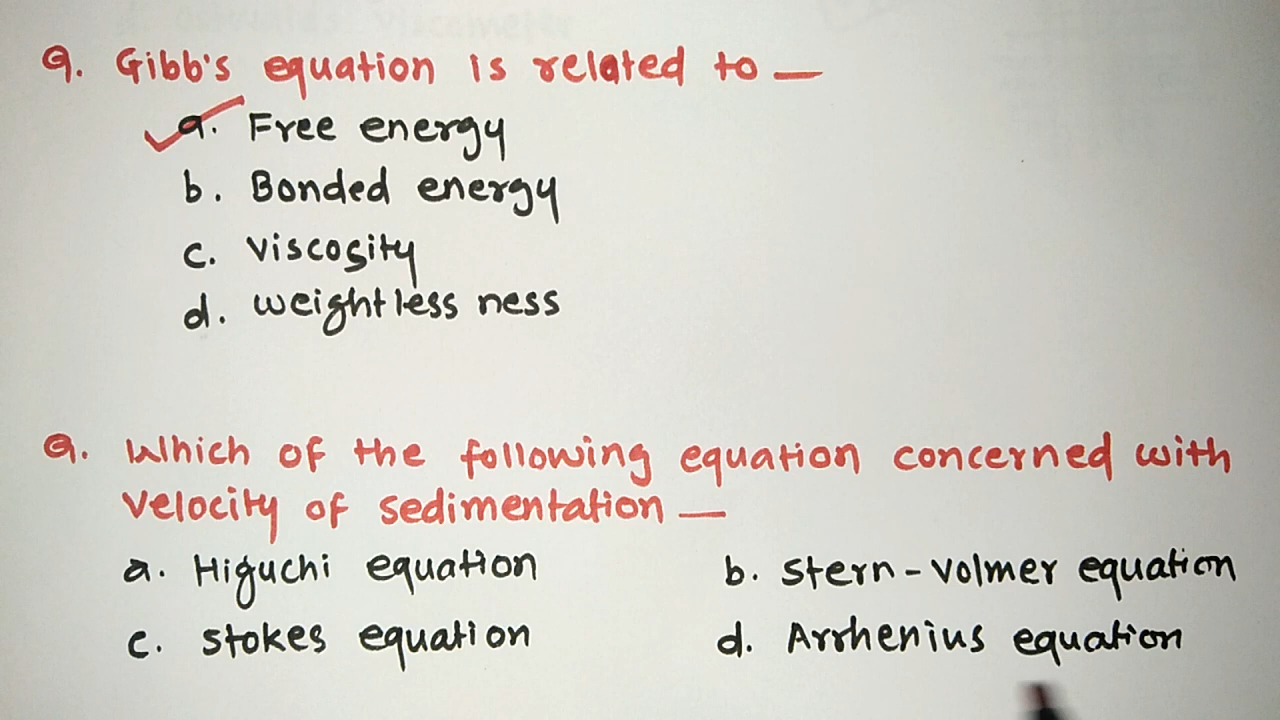 Q. Gibb's equation is related to —
a. Free energy
b. Bonded energy
c. Viscosity
d. weightless ness
Q. Which of the following equation concerned with
velocity of sedimentation —
a. Higuchi equation
b. Stern-volmer equation
c. stokes equation
d. Arrhenius equation